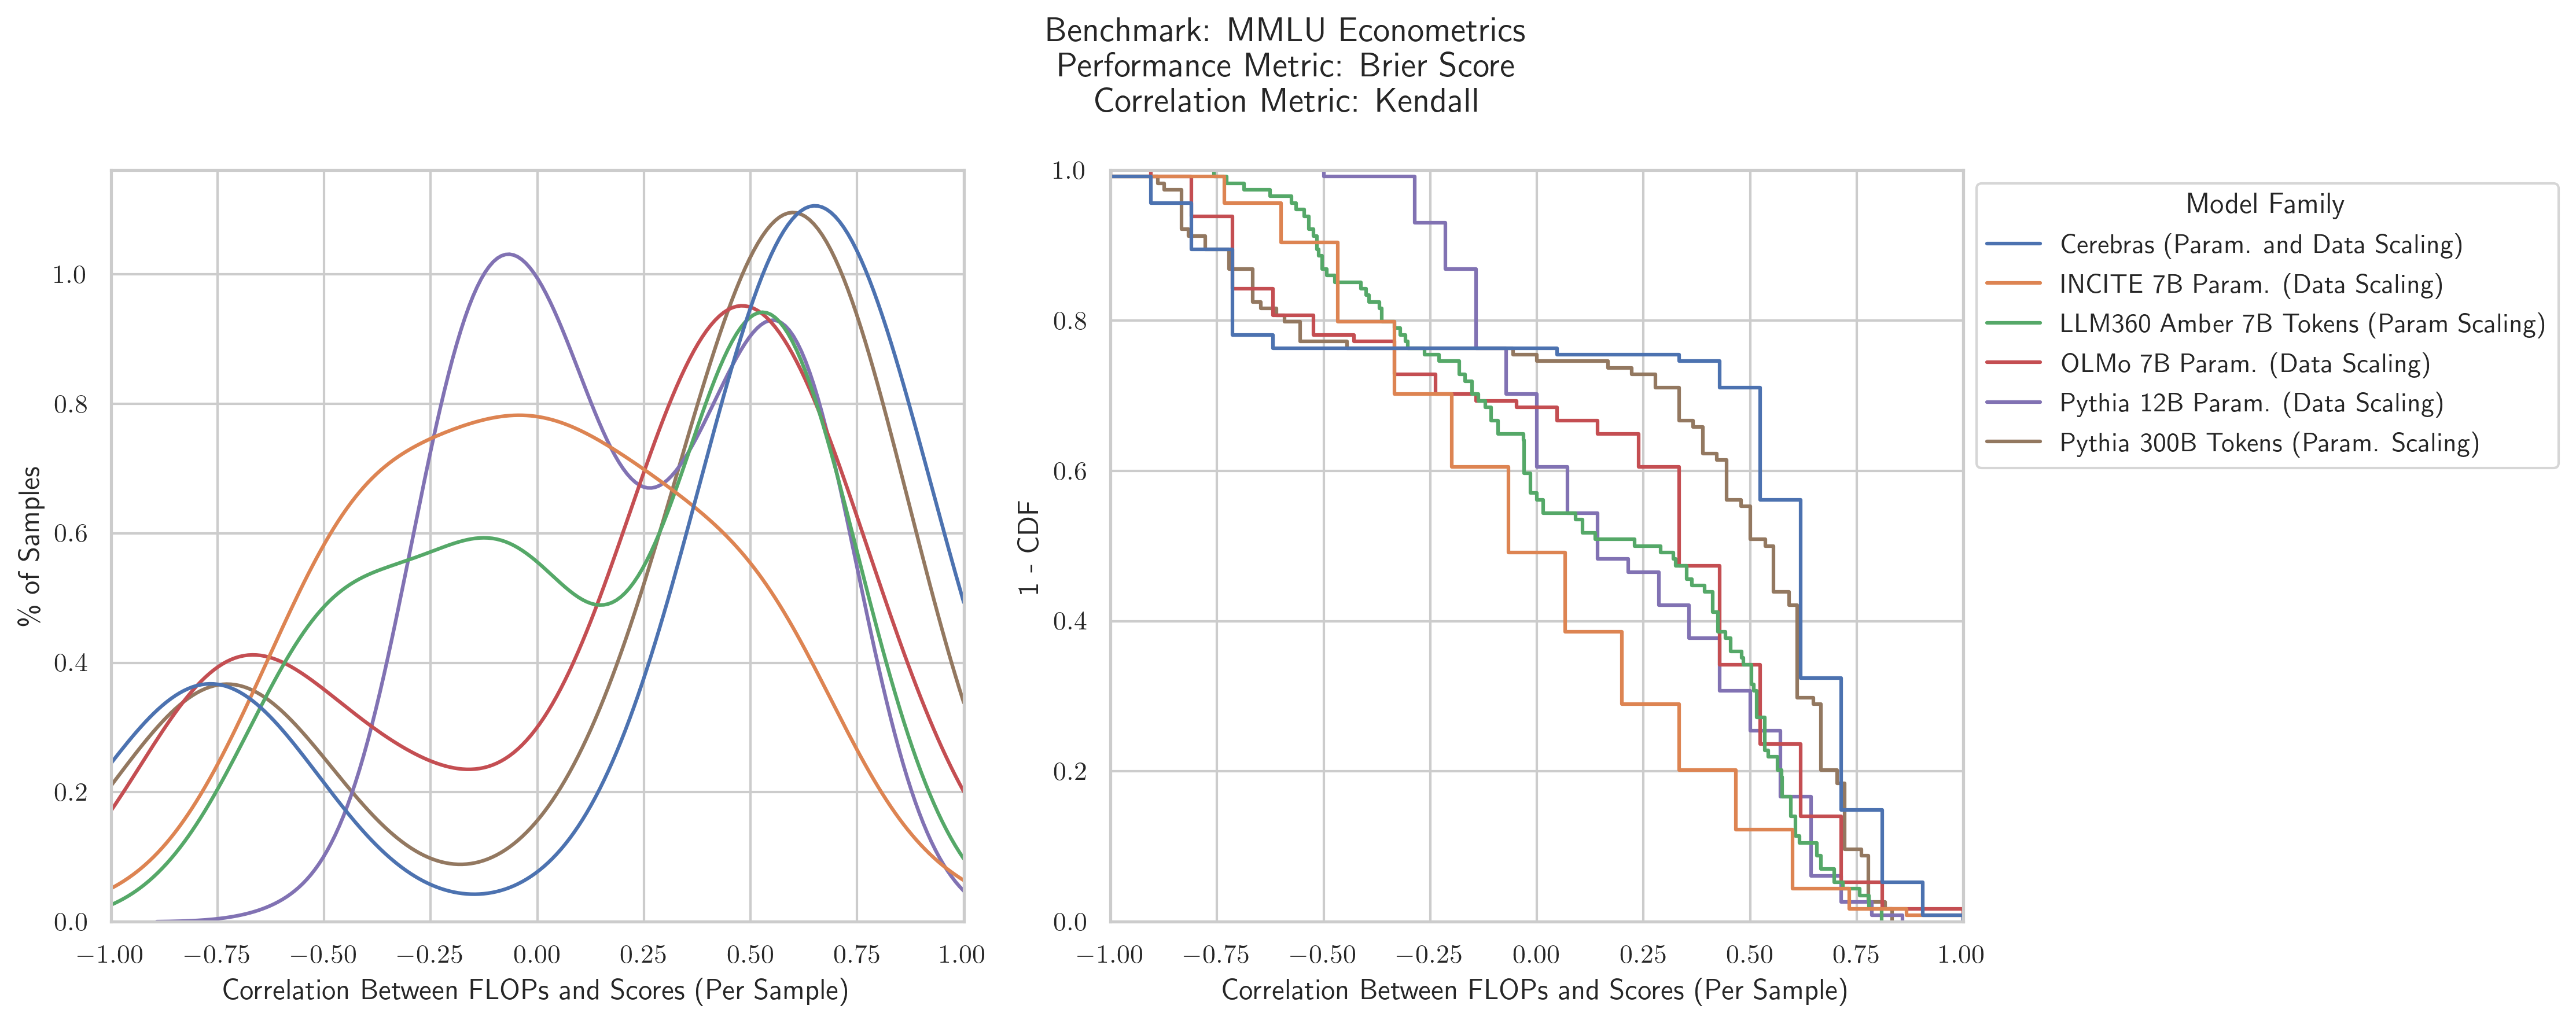 Benchmark: MMLU Econometrics
Performance Metric: Brier Score
Correlation Metric: Kendall
% of Samples
1.0
0.8
0.6
0.4
0.2
0.0
−1.00 −0.75 −0.50 −0.25 0.00 0.25 0.50 0.75 1.00
Correlation Between FLOPs and Scores (Per Sample)
1 - CDF
1.0
0.8
0.6
0.4
0.2
0.0
−1.00 −0.75 −0.50 −0.25 0.00 0.25 0.50 0.75 1.00
Correlation Between FLOPs and Scores (Per Sample)
Model Family
Cerebras (Param. and Data Scaling)
INCITE 7B Param. (Data Scaling)
LLM360 Amber 7B Tokens (Param Scaling)
OLMo 7B Param. (Data Scaling)
Pythia 12B Param. (Data Scaling)
Pythia 300B Tokens (Param. Scaling)